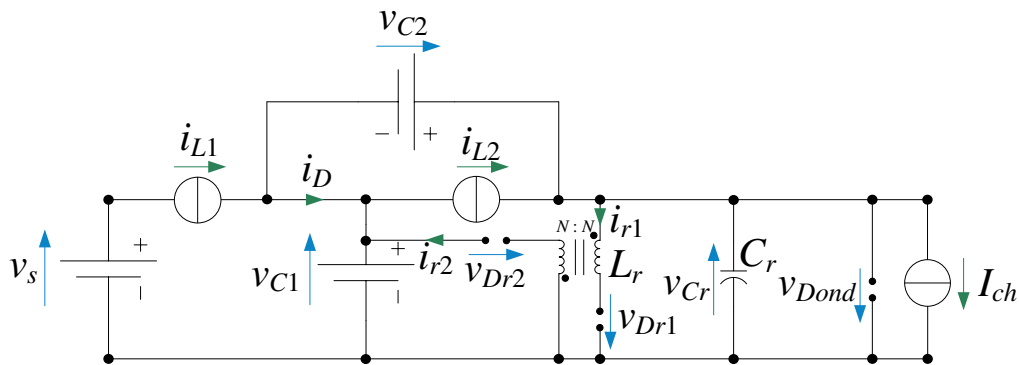 v_{C2}
− +
i_{L1}
i_D
i_{L2}
v_s
+
−
v_{C1}
+
−
i_{r2}
v_{Dr2}
N : N
i_{r1}
L_r
v_{Dr1}
v_{Cr}
C_r
v_{Dond}
I_{ch}